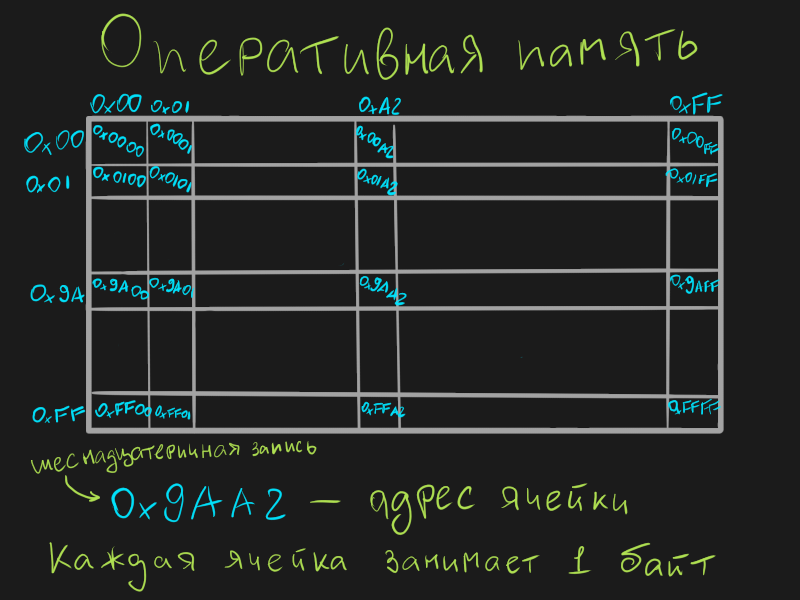 Оперативная память
0x00 0x01 0xA2 0xFF
0x00 0x0000 0x0001 0x00A2 0x00FF
0x01 0x0100 0x0101 0x01A2 0x01FF
0x9A 0x9A00 0x9A01 0x9AA2 0x9AFF
0xFF 0xFF00 0xFF01 0xFFA2 0xFFFF
шеснадцатеричная запись
0x9AA2 — адрес ячейки
Каждая ячейка занимает 1 байт